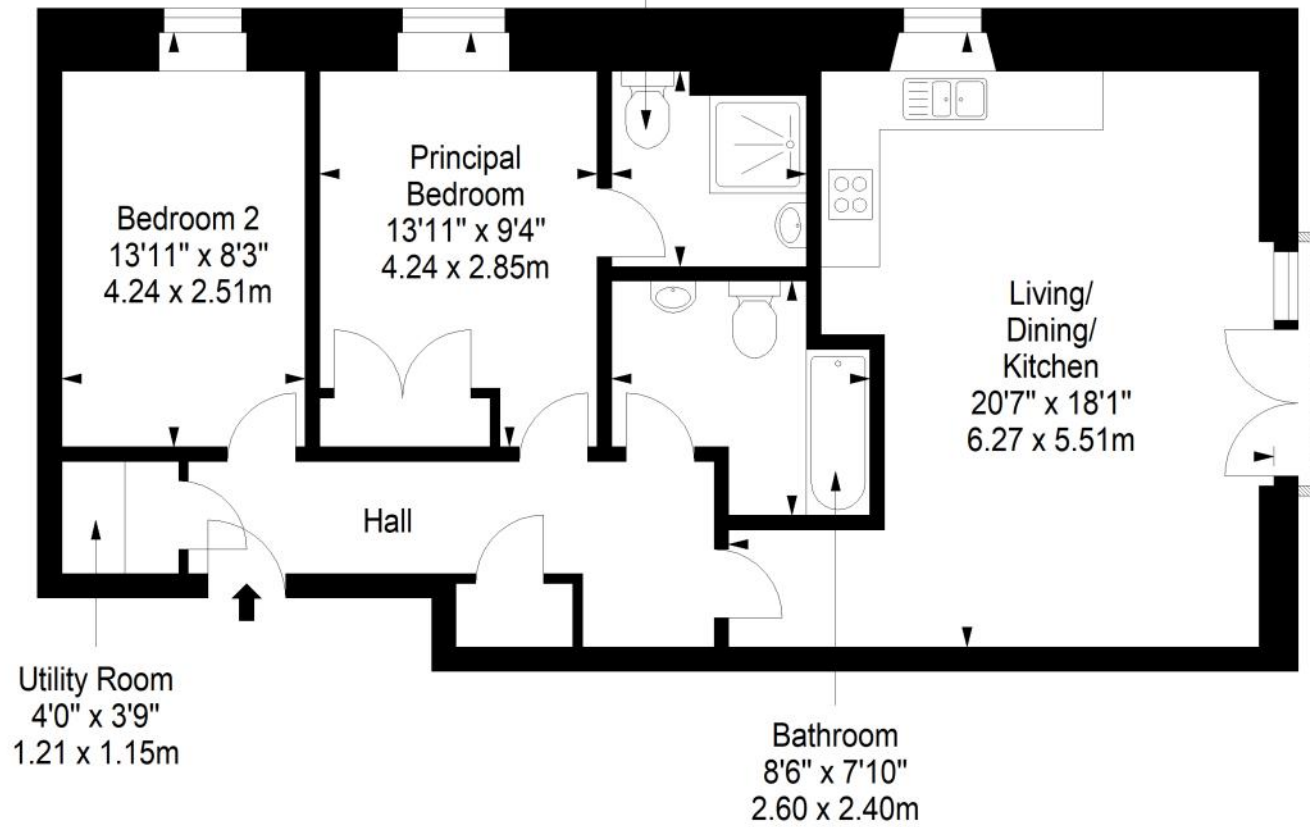 Bedroom 2
13'11" x 8'3"
4.24 x 2.51m
Principal
Bedroom
13'11" x 9'4"
4.24 x 2.85m
Living/
Dining/
Kitchen
20'7" x 18'1"
6.27 x 5.51m
Hall
Utility Room
4'0" x 3'9"
1.21 x 1.15m
Bathroom
8'6" x 7'10"
2.60 x 2.40m